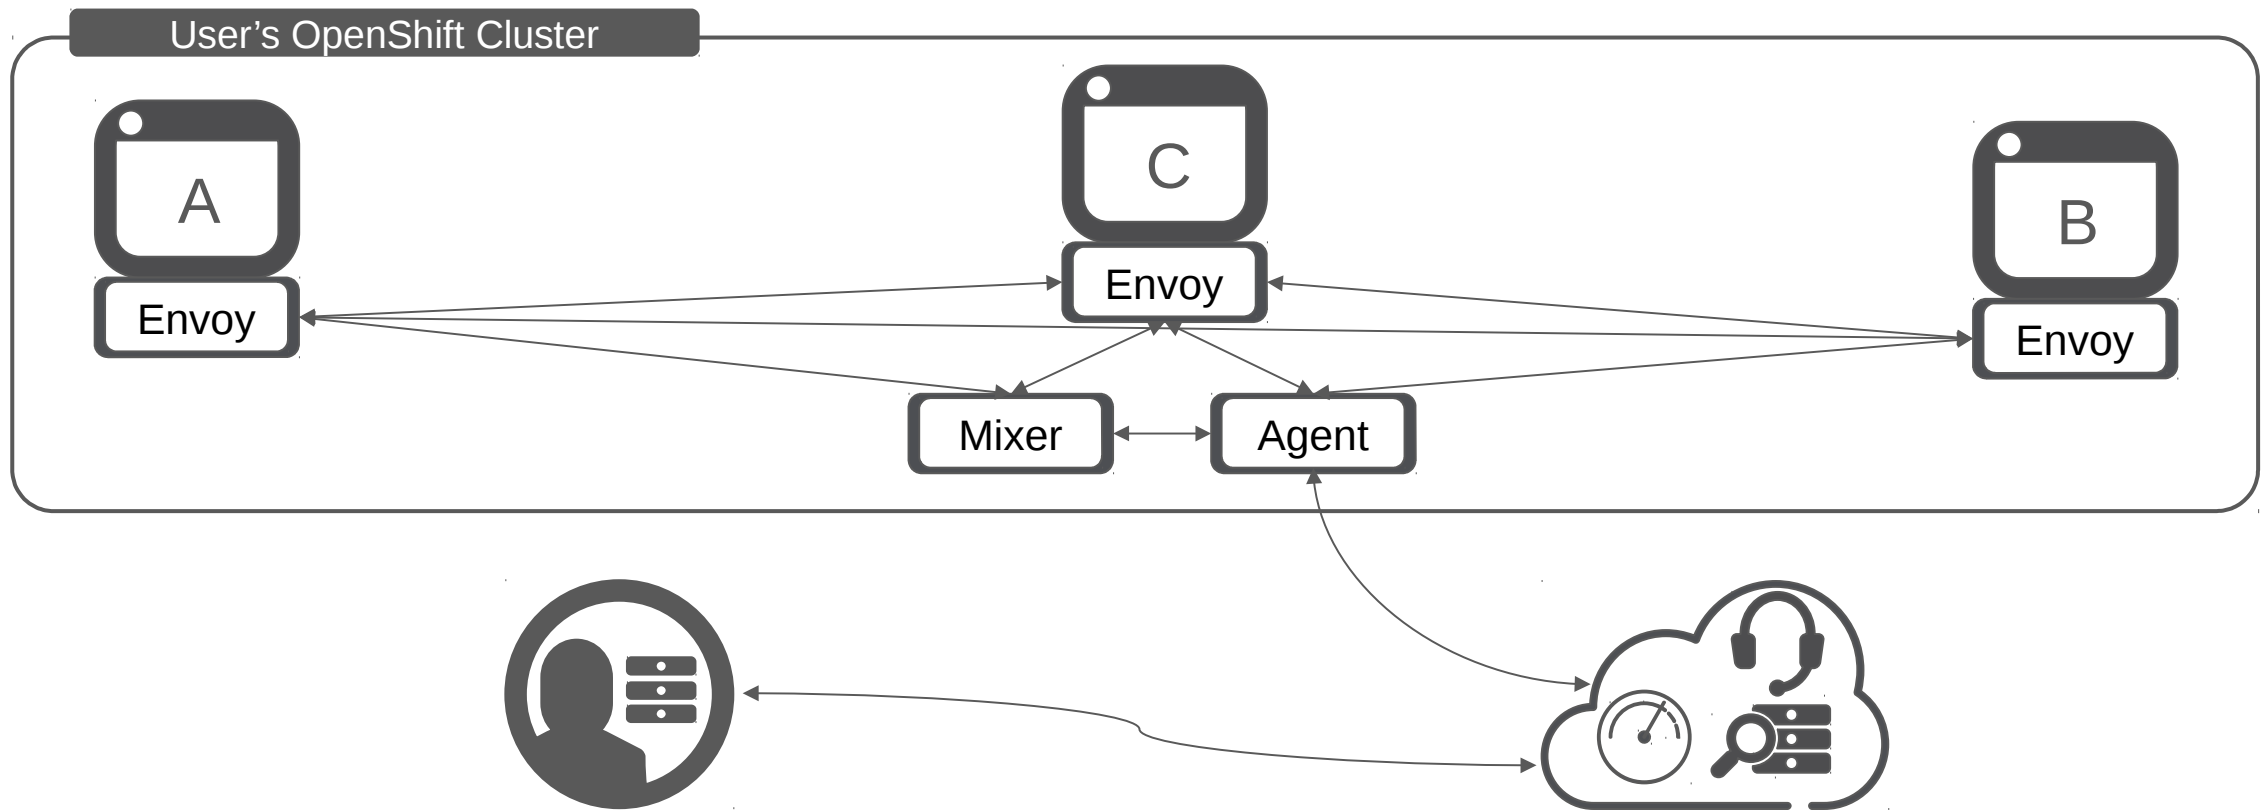 User’s OpenShift Cluster
A
C
B
Envoy
Envoy
Envoy
Mixer
Agent